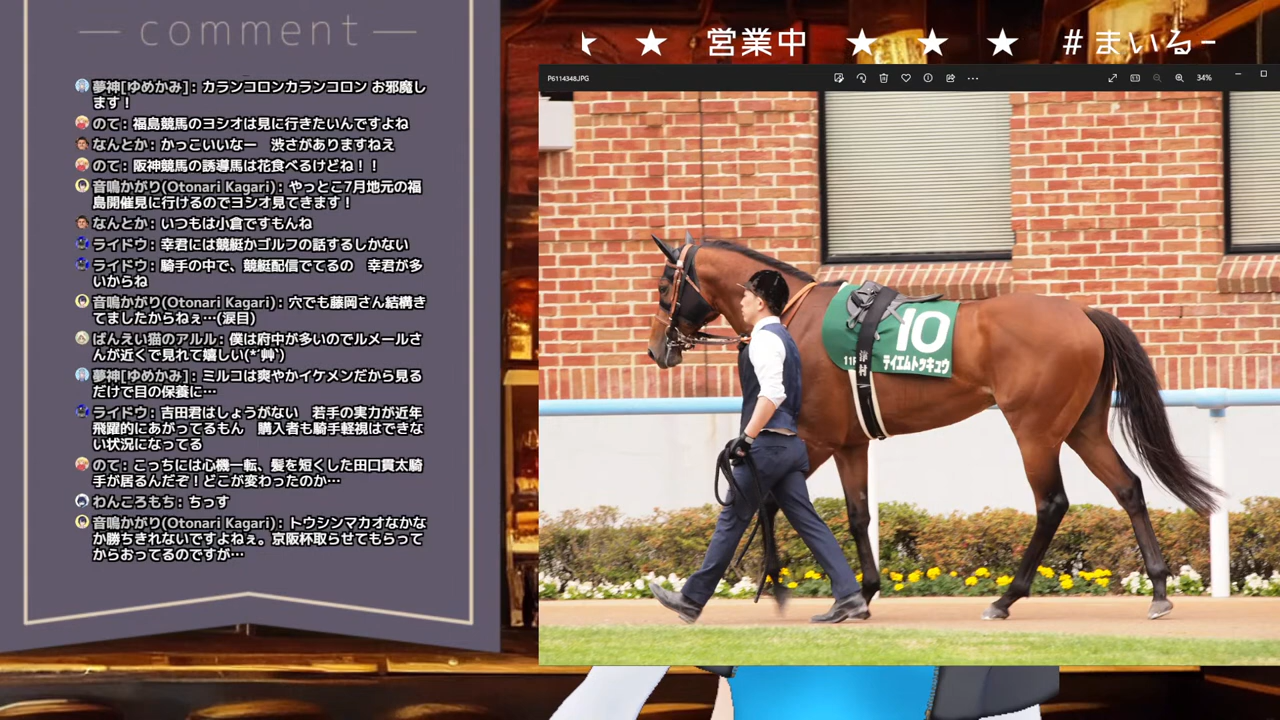 comment
夢神[ゆめかみ]: カランコロンカランコロン お邪魔し
ます！
のて: 福島競馬のヨシオは見に行きたいんですよね
なんとか: かっこいいなー　渋さがありますねえ
のて: 阪神競馬の誘導馬は花食べるけどね！！
音鳴かがり(Otonari Kagari): やっとこ7月地元の福
島開催見に行けるのでヨシオ見てきます！
なんとか: いつもは小倉ですもんね
ライドウ: 幸君には競艇かゴルフの話するしかない
ライドウ: 騎手の中で、競艇配信でてるの　幸君が多
いからね
音鳴かがり(Otonari Kagari): 穴でも藤岡さん結構き
てましたからねぇ…(涙目)
ばんえい猫のアルル: 僕は府中が多いのでルメールさ
んが近くで見れて嬉しい(*´艸`)
夢神[ゆめかみ]: ミルコは爽やかイケメンだから見る
だけで目の保養に…
ライドウ: 吉田君はしょうがない　若手の実力が近年
飛躍的にあがってるもん　購入者も騎手軽視はできな
い状況になってる
のて: こっちには心機一転、髪を短くした田口貫太騎
手が居るんだぞ！どこが変わったのか…
わんころもち: ちっす
音鳴かがり(Otonari Kagari): トウシンマカオなかな
か勝ちきれないですよねぇ。京阪杯取らせてもらって
からおってるのですが…
★ ★ 営業中 ★ ★ ★ #まいるー
P6114348.JPG
34%
10
11R
テイエムトッキュウ
津村